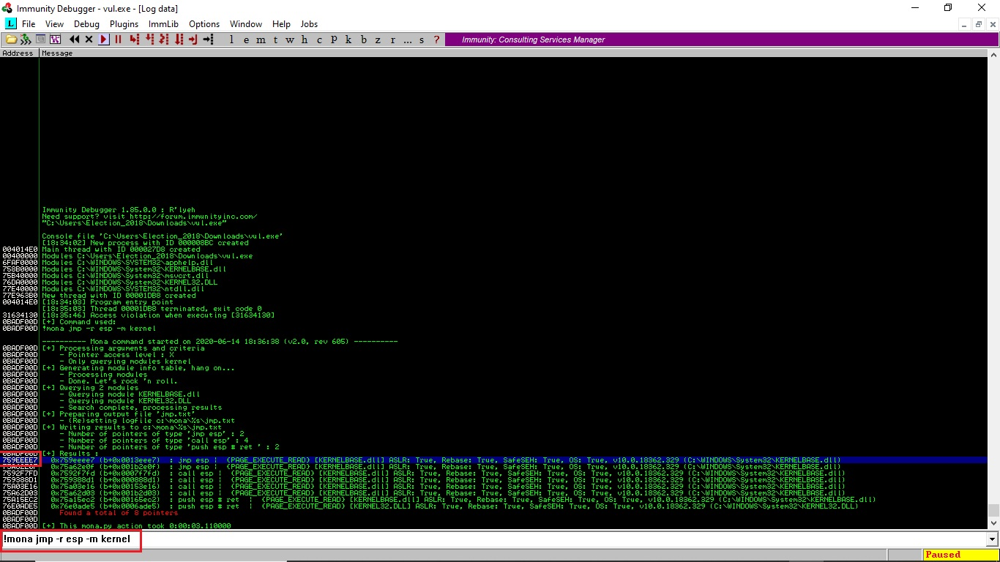 Immunity Debugger - vul.exe - [Log data]
L File View Debug Plugins ImmLib Options Window Help Jobs
l e m t w h c P k b z r ... s ? Immunity: Consulting Services Manager
Address Message
Immunity Debugger 1.85.0.0 : R'lyeh
Need support? visit http://forum.immunityinc.com/
"C:\Users\Election_2018\Downloads\vul.exe"
Console file 'C:\Users\Election_2018\Downloads\vul.exe'
[18:34:02] New process with ID 000008BC created
004014E0 Main thread with ID 000027D8 created
00400000 Modules C:\Users\Election_2018\Downloads\vul.exe
6FAF0000 Modules C:\WINDOWS\SYSTEM32\apphelp.dll
758B0000 Modules C:\WINDOWS\System32\KERNELBASE.dll
75B40000 Modules C:\WINDOWS\System32\msvcrt.dll
76DA0000 Modules C:\WINDOWS\System32\KERNEL32.DLL
77E40000 Modules C:\WINDOWS\SYSTEM32\ntdll.dll
77E963B0 New thread with ID 00001DB8 created
004014E0 [18:34:03] Program entry point
[18:35:03] Thread 00001DB8 terminated, exit code 0
31634130 [18:35:46] Access violation when executing [31634130]
0BADF00D [+] Command used:
0BADF00D !mona jmp -r esp -m kernel
---------- Mona command started on 2020-06-14 18:36:38 (v2.0, rev 605) ----------
0BADF00D [+] Processing arguments and criteria
0BADF00D - Pointer access level : X
0BADF00D - Only querying modules kernel
0BADF00D [+] Generating module info table, hang on...
0BADF00D - Processing modules
0BADF00D - Done. Let's rock 'n roll.
0BADF00D [+] Querying 2 modules
0BADF00D - Querying module KERNELBASE.dll
0BADF00D - Querying module KERNEL32.DLL
0BADF00D - Search complete, processing results
0BADF00D [+] Preparing output file 'jmp.txt'
0BADF00D - (Re)setting logfile c:\mona\%s\jmp.txt
0BADF00D [+] Writing results to c:\mona\%s\jmp.txt
0BADF00D - Number of pointers of type 'jmp esp' : 2
0BADF00D - Number of pointers of type 'call esp' : 4
0BADF00D - Number of pointers of type 'push esp # ret ' : 2
0BADF00D [+] Results :
759EEEE7 0x759eeee7 (b+0x0013eee7) : jmp esp | {PAGE_EXECUTE_READ} [KERNELBASE.dll] ASLR: True, Rebase: True, SafeSEH: True, OS: True, v10.0.18362.329 (C:\WINDOWS\System32\KERNELBASE.dll)
75A62E0F 0x75a62e0f (b+0x001b2e0f) : jmp esp | {PAGE_EXECUTE_READ} [KERNELBASE.dll] ASLR: True, Rebase: True, SafeSEH: True, OS: True, v10.0.18362.329 (C:\WINDOWS\System32\KERNELBASE.dll)
7592F7FD 0x7592f7fd (b+0x0007f7fd) : call esp | {PAGE_EXECUTE_READ} [KERNELBASE.dll] ASLR: True, Rebase: True, SafeSEH: True, OS: True, v10.0.18362.329 (C:\WINDOWS\System32\KERNELBASE.dll)
759388D1 0x759388d1 (b+0x000888d1) : call esp | {PAGE_EXECUTE_READ} [KERNELBASE.dll] ASLR: True, Rebase: True, SafeSEH: True, OS: True, v10.0.18362.329 (C:\WINDOWS\System32\KERNELBASE.dll)
75A03E16 0x75a03e16 (b+0x00153e16) : call esp | {PAGE_EXECUTE_READ} [KERNELBASE.dll] ASLR: True, Rebase: True, SafeSEH: True, OS: True, v10.0.18362.329 (C:\WINDOWS\System32\KERNELBASE.dll)
75A62D03 0x75a62d03 (b+0x001b2d03) : call esp | {PAGE_EXECUTE_READ} [KERNELBASE.dll] ASLR: True, Rebase: True, SafeSEH: True, OS: True, v10.0.18362.329 (C:\WINDOWS\System32\KERNELBASE.dll)
75A15EC2 0x75a15ec2 (b+0x00165ec2) : push esp # ret | {PAGE_EXECUTE_READ} [KERNELBASE.dll] ASLR: True, Rebase: True, SafeSEH: True, OS: True, v10.0.18362.329 (C:\WINDOWS\System32\KERNELBASE.dll)
76E0ADE5 0x76e0ade5 (b+0x0006ade5) : push esp # ret | {PAGE_EXECUTE_READ} [KERNEL32.DLL] ASLR: True, Rebase: True, SafeSEH: True, OS: True, v10.0.18362.329 (C:\WINDOWS\System32\KERNEL32.DLL)
0BADF00D Found a total of 8 pointers
0BADF00D
0BADF00D [+] This mona.py action took 0:00:03.110000
!mona jmp -r esp -m kernel
Paused